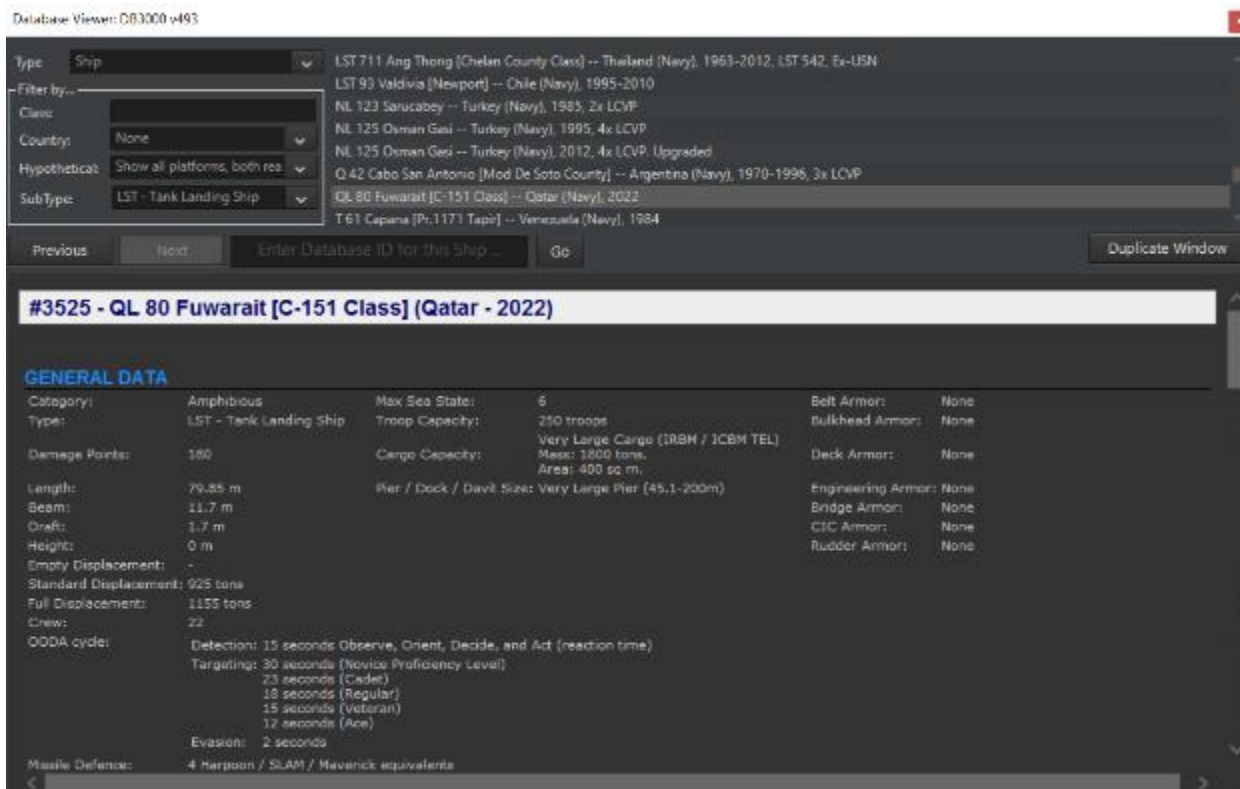 Database Viewer: DB3000 v493
Type Ship
Filter by...
Class:
Country: None
Hypothetical: Show all platforms, both rea
SubType: LST - Tank Landing Ship
LST 711 Ang Thong [Chelan County Class] -- Thailand (Navy), 1963-2012, LST 542, Ex-USN
LST 93 Valdivia [Newport] -- Chile (Navy), 1995-2010
NL 123 Sarucabey -- Turkey (Navy), 1985, 2x LCVP
NL 125 Osman Gasi -- Turkey (Navy), 1995, 4x LCVP
NL 125 Osman Gasi -- Turkey (Navy), 2012, 4x LCVP. Upgraded
Q 42 Cabo San Antonio [Mod De Soto County] -- Argentina (Navy), 1970-1996, 3x LCVP
QL 80 Fuwarait [C-151 Class] -- Qatar (Navy), 2022
T 61 Capana [Pr.1171 Tapir] -- Venezuela (Navy), 1984
Previous Next Enter Database ID for this Ship ... Go Duplicate Window
#3525 - QL 80 Fuwarait [C-151 Class] (Qatar - 2022)
GENERAL DATA
Category: Amphibious Max Sea State: 6 Belt Armor: None
Type: LST - Tank Landing Ship Troop Capacity: 250 troops Bulkhead Armor: None
Damage Points: 180 Cargo Capacity: Very Large Cargo (IRBM / ICBM TEL) Deck Armor: None
Mass: 1800 tons.
Area: 400 sq m.
Length: 79.85 m Pier / Dock / Davit Size: Very Large Pier (45.1-200m) Engineering Armor: None
Beam: 11.7 m Bridge Armor: None
Draft: 1.7 m CIC Armor: None
Height: 0 m Rudder Armor: None
Empty Displacement: -
Standard Displacement: 925 tons
Full Displacement: 1155 tons
Crew: 22
OODA cycle: Detection: 15 seconds Observe, Orient, Decide, and Act (reaction time)
Targeting: 30 seconds (Novice Proficiency Level)
23 seconds (Cadet)
18 seconds (Regular)
15 seconds (Veteran)
12 seconds (Ace)
Evasion: 2 seconds
Missile Defence: 4 Harpoon / SLAM / Maverick equivalents